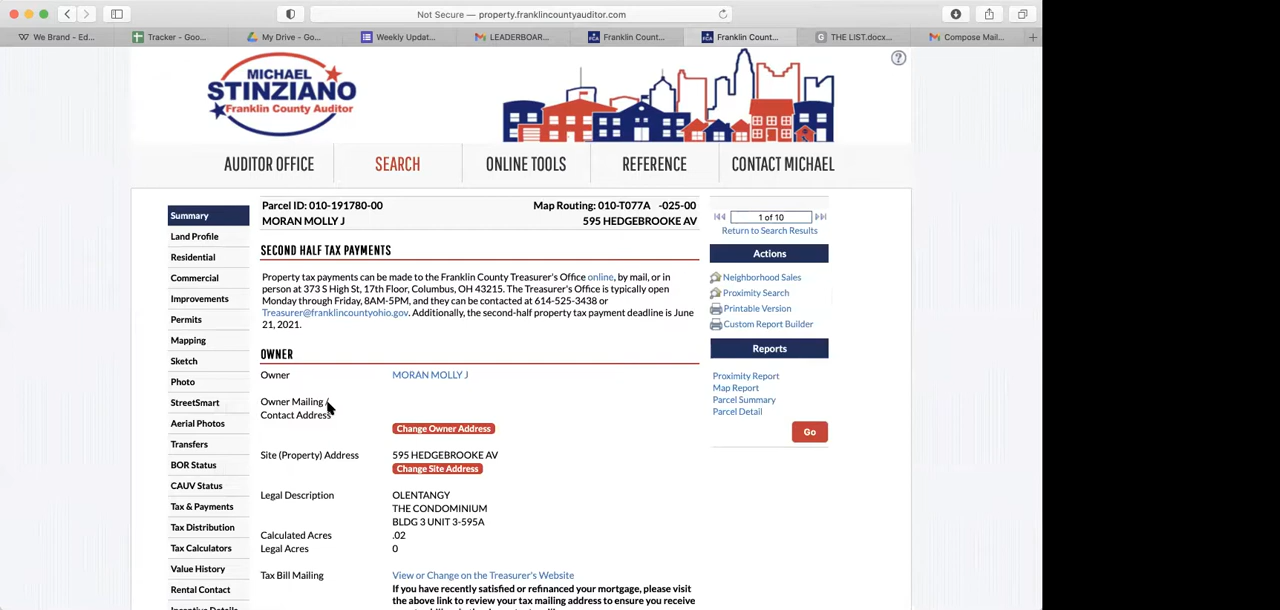 Not Secure — property.franklincountyauditor.com
We Brand - Ed...
Tracker - Goo...
My Drive - Go...
Weekly Updat...
LEADERBOAR...
Franklin Count...
Franklin Count...
THE LIST.docx...
Compose Mail...
MICHAEL
STINZIANO
Franklin County Auditor
AUDITOR OFFICE
SEARCH
ONLINE TOOLS
REFERENCE
CONTACT MICHAEL
Summary
Land Profile
Residential
Commercial
Improvements
Permits
Mapping
Sketch
Photo
StreetSmart
Aerial Photos
Transfers
BOR Status
CAUV Status
Tax & Payments
Tax Distribution
Tax Calculators
Value History
Rental Contact
Incentive Details
Parcel ID: 010-191780-00
Map Routing: 010-T077A -025-00
MORAN MOLLY J
595 HEDGEBROOKE AV
SECOND HALF TAX PAYMENTS
Property tax payments can be made to the Franklin County Treasurer's Office online, by mail, or in
person at 373 S High St, 17th Floor, Columbus, OH 43215. The Treasurer's Office is typically open
Monday through Friday, 8AM-5PM, and they can be contacted at 614-525-3438 or
Treasurer@franklincountyohio.gov. Additionally, the second-half property tax payment deadline is June
21, 2021.
OWNER
Owner
MORAN MOLLY J
Owner Mailing /
Contact Address
Change Owner Address
Site (Property) Address
595 HEDGEBROOKE AV
Change Site Address
Legal Description
OLENTANGY
THE CONDOMINIUM
BLDG 3 UNIT 3-595A
Calculated Acres
.02
Legal Acres
0
Tax Bill Mailing
View or Change on the Treasurer's Website
If you have recently satisfied or refinanced your mortgage, please visit
the above link to review your tax mailing address to ensure you receive
1 of 10
Return to Search Results
Actions
Neighborhood Sales
Proximity Search
Printable Version
Custom Report Builder
Reports
Proximity Report
Map Report
Parcel Summary
Parcel Detail
Go